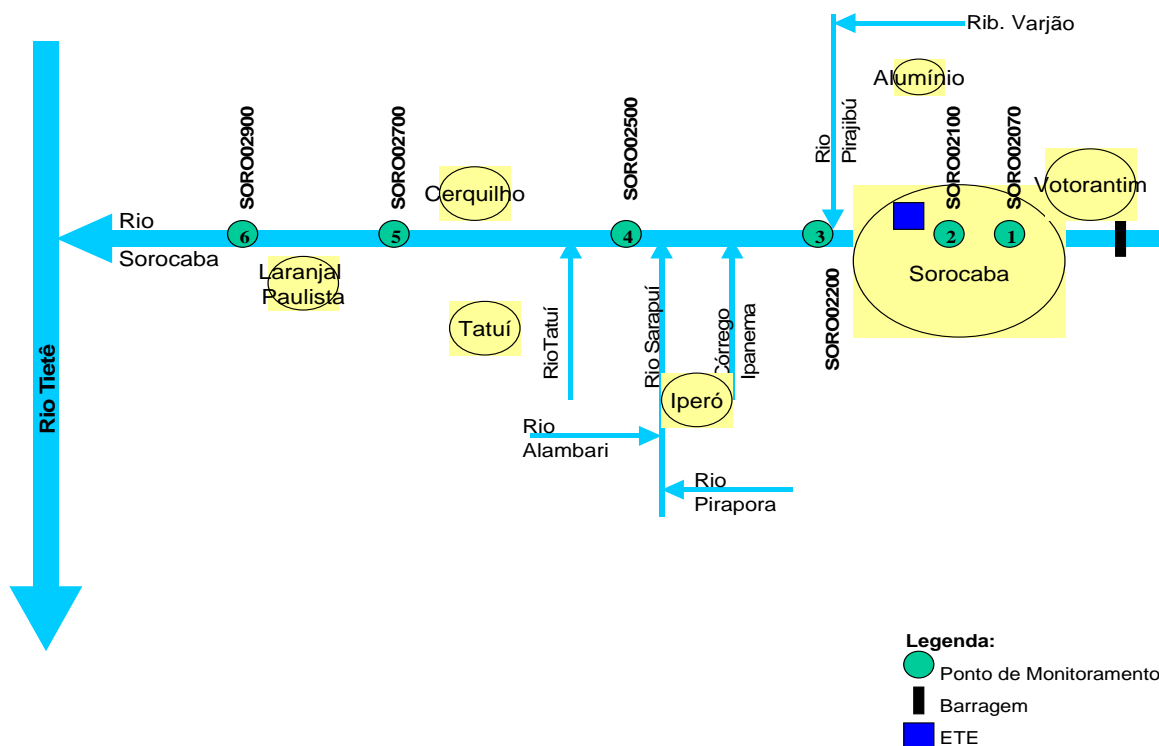 Rib. Varjão
Alumínio
Rio
Pirajibú
SORO02900
SORO02700
SORO02500
SORO02100
SORO02070
Cerquilho
Votorantim
Rio
Sorocaba
6
5
4
3
2
1
Sorocaba
Laranjal
Paulista
Tatuí
RioTatuí
Rio Sarapuí
Córrego
Ipanema
SORO02200
Rio Tietê
Iperó
Rio
Alambari
Rio
Pirapora
Legenda:
Ponto de Monitoramento
Barragem
ETE